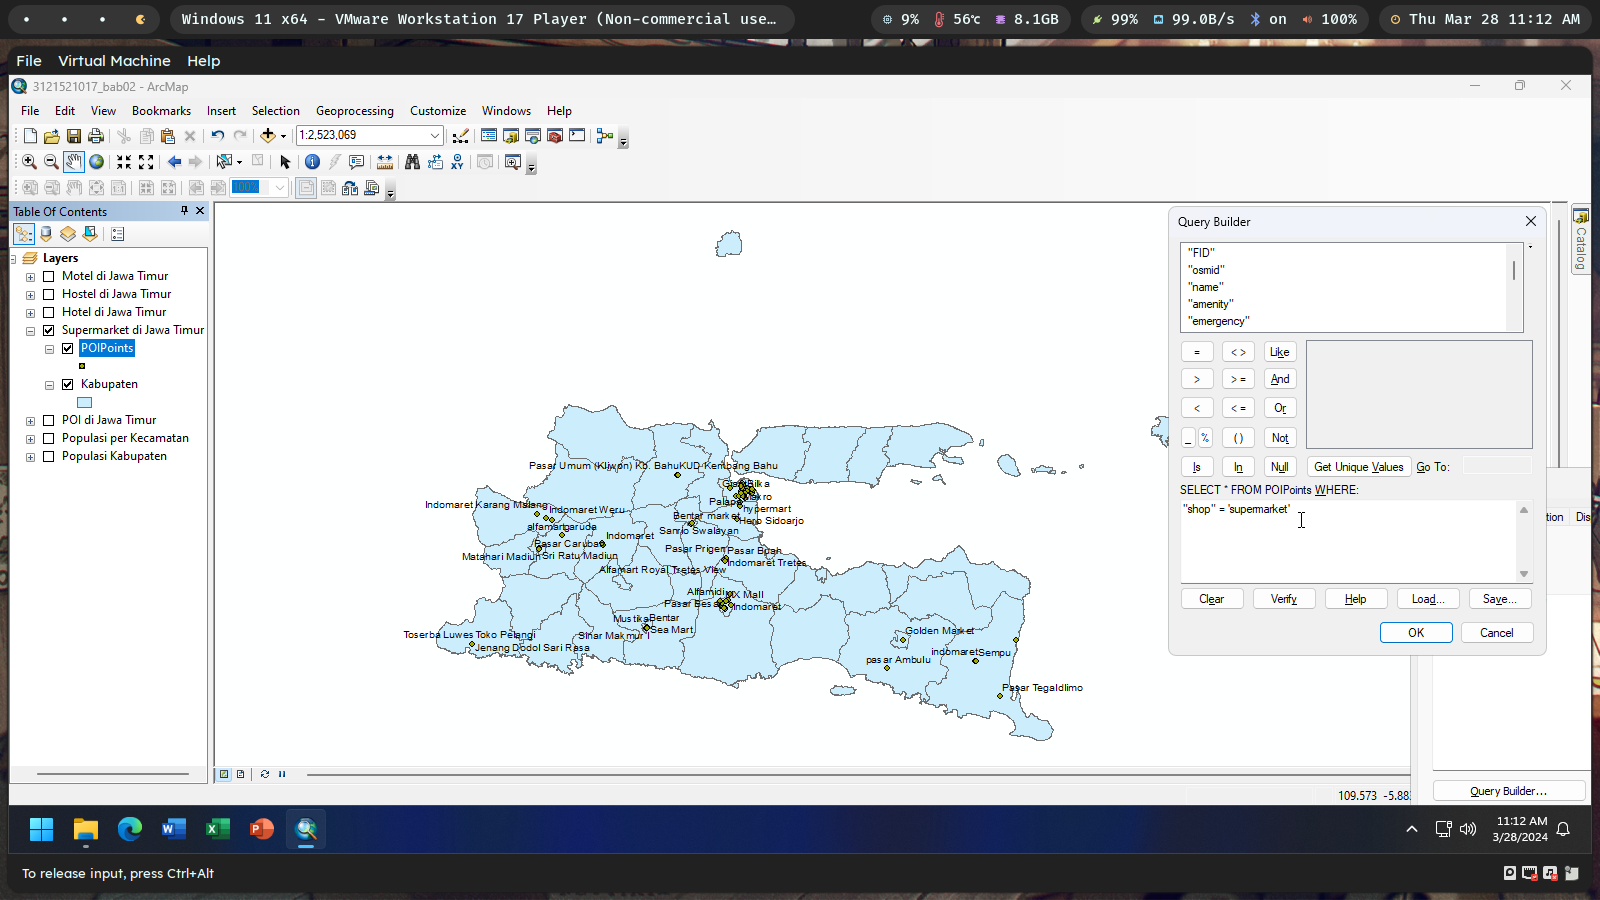 Windows 11 x64 - VMware Workstation 17 Player (Non-commercial use…
9%
56℃
8.1GB
99%
99.0B/s
on
100%
Thu Mar 28 11:12 AM
File Virtual Machine Help
3121521017_bab02 - ArcMap
File Edit View Bookmarks Insert Selection Geoprocessing Customize Windows Help
1:2,523,069
100%
Table Of Contents
Layers
Motel di Jawa Timur
Hostel di Jawa Timur
Hotel di Jawa Timur
Supermarket di Jawa Timur
POIPoints
Kabupaten
POI di Jawa Timur
Populasi per Kecamatan
Populasi Kabupaten
Pasar Umum (Kliwon) Kb. Bahu
KUD Kembang Bahu
Bilka
Palapa
hypermart
Hero Sidoarjo
Indomaret Karang Malang
Indomaret Weru
Bentar market
Sanrio Swalayan
alfamart
garuda
Indomaret
Pasar Caruban
Matahari Madiun
Sri Ratu Madiun
Pasar Prigen
Pasar Buah
Indomaret Tretes
Alfamart Royal Tretes View
Alfamidi
Pasar Besar
Indomaret
Mustika
Bentar
Sea Mart
Sinar Makmur I
Toserba Luwes
Toko Pelangi
Jenang Dodol Sari Rasa
Golden Market
indomaret
Sempu
pasar Ambulu
Pasar Tegaldlimo
109.573 -5.88
Query Builder
"FID"
"osmid"
"name"
"amenity"
"emergency"
= <> Like
> >= And
< <= Or
_ % () Not
Is In Null Get Unique Values Go To:
SELECT * FROM POIPoints WHERE:
"shop" = 'supermarket'
Clear Verify Help Load... Save...
OK Cancel
Catalog
tion Dis
Query Builder...
11:12 AM
3/28/2024
To release input, press Ctrl+Alt